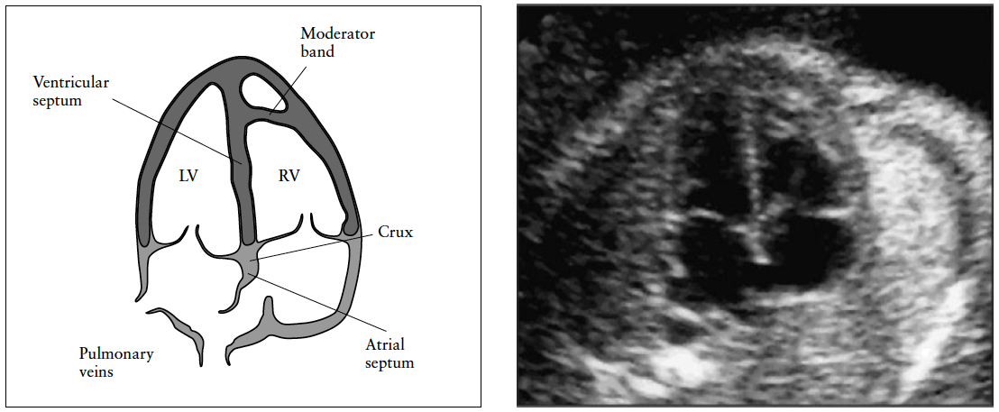 Moderator
band
Ventricular
septum
LV
RV
Crux
Atrial
septum
Pulmonary
veins